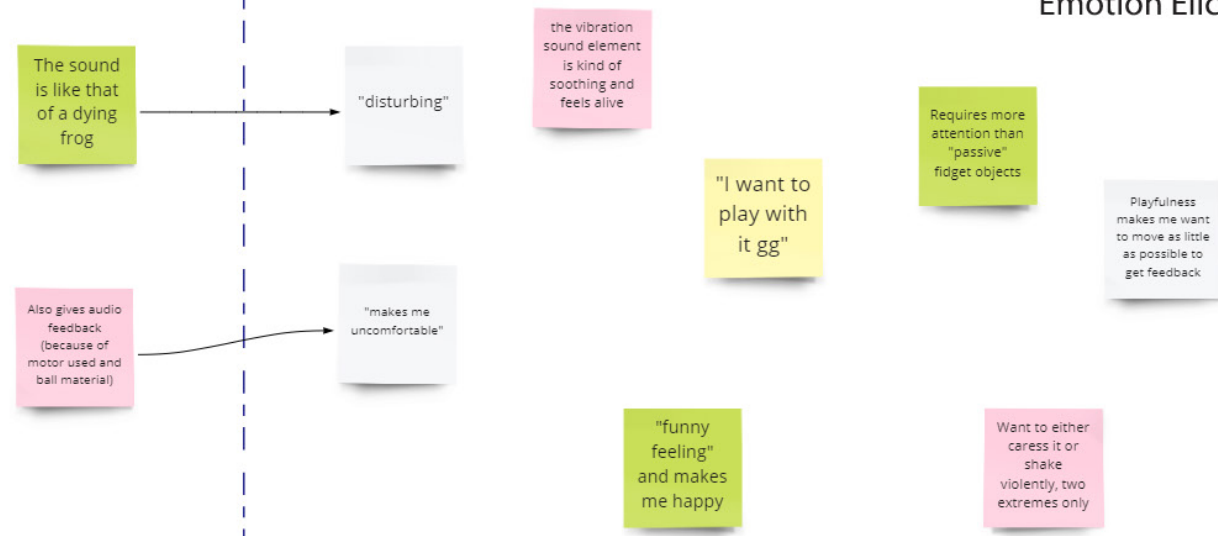 Emotion Elic
The sound
is like that
of a dying
frog
"disturbing"
the vibration
sound element
is kind of
soothing and
feels alive
"I want to
play with
it gg"
Requires more
attention than
"passive"
fidget objects
Playfulness
makes me want
to move as little
as possible to
get feedback
Also gives audio
feedback
(because of
motor used and
ball material)
"makes me
uncomfortable"
"funny
feeling"
and makes
me happy
Want to either
caress it or
shake
violently, two
extremes only